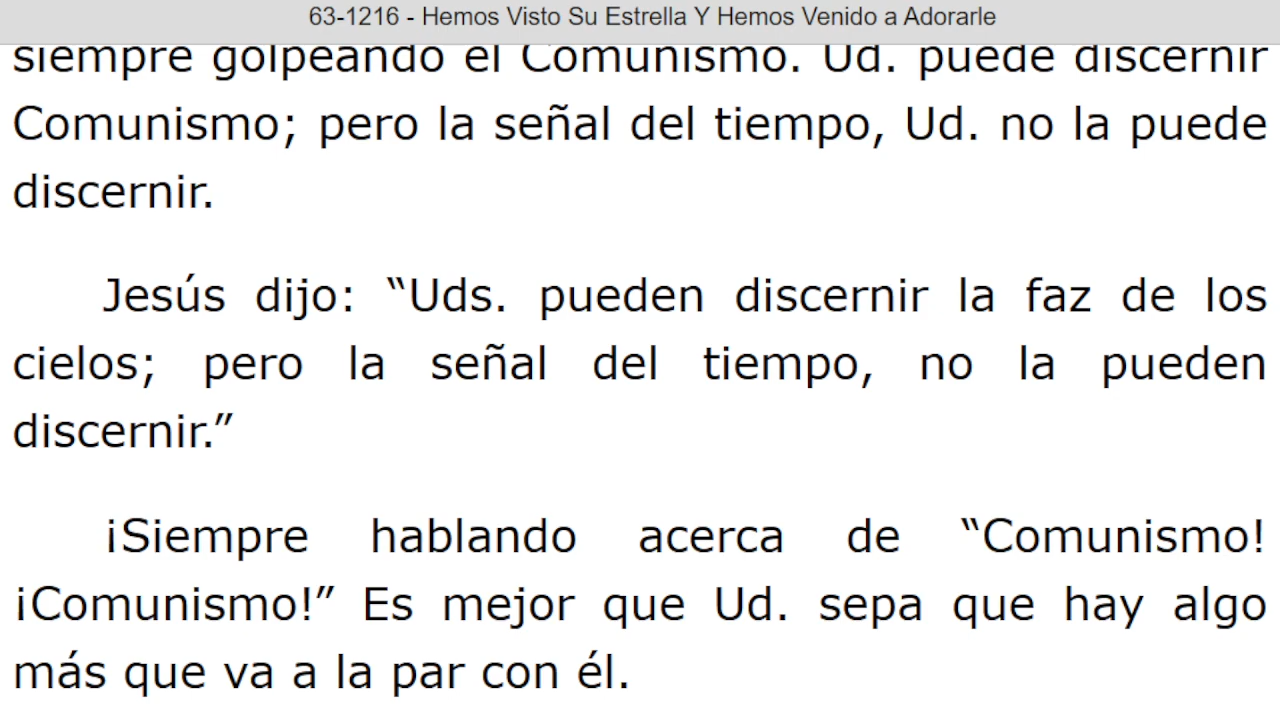 63-1216 - Hemos Visto Su Estrella Y Hemos Venido a Adorarle
siempre golpeando el Comunismo. Ud. puede discernir
Comunismo; pero la señal del tiempo, Ud. no la puede
discernir.
Jesús dijo: “Uds. pueden discernir la faz de los
cielos; pero la señal del tiempo, no la pueden
discernir.”
¡Siempre hablando acerca de “Comunismo!
¡Comunismo!” Es mejor que Ud. sepa que hay algo
más que va a la par con él.